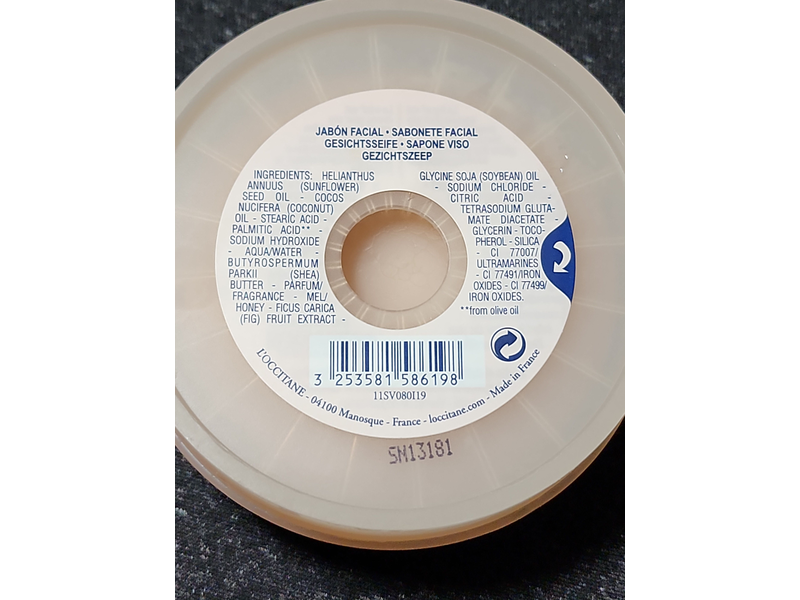 JABÓN FACIAL • SABONETE FACIAL
GESICHTSSEIFE • SAPONE VISO
GEZICHTSZEEP
INGREDIENTS: HELIANTHUS
ANNUUS (SUNFLOWER)
SEED OIL - COCOS
NUCIFERA (COCONUT)
OIL - STEARIC ACID -
PALMITIC ACID** -
SODIUM HYDROXIDE
- AQUA/WATER -
BUTYROSPERMUM
PARKII (SHEA)
BUTTER - PARFUM/
FRAGRANCE - MEL/
HONEY - FICUS CARICA
(FIG) FRUIT EXTRACT -
GLYCINE SOJA (SOYBEAN) OIL
- SODIUM CHLORIDE -
CITRIC ACID -
TETRASODIUM GLUTA-
MATE DIACETATE -
GLYCERIN - TOCO-
PHEROL - SILICA
- CI 77007/
ULTRAMARINES
- CI 77491/IRON
OXIDES - CI 77499/
IRON OXIDES.
**from olive oil
3 253581 586198
11SV080I19
L'OCCITANE - 04100 Manosque - France - loccitane.com - Made in France
SM13181